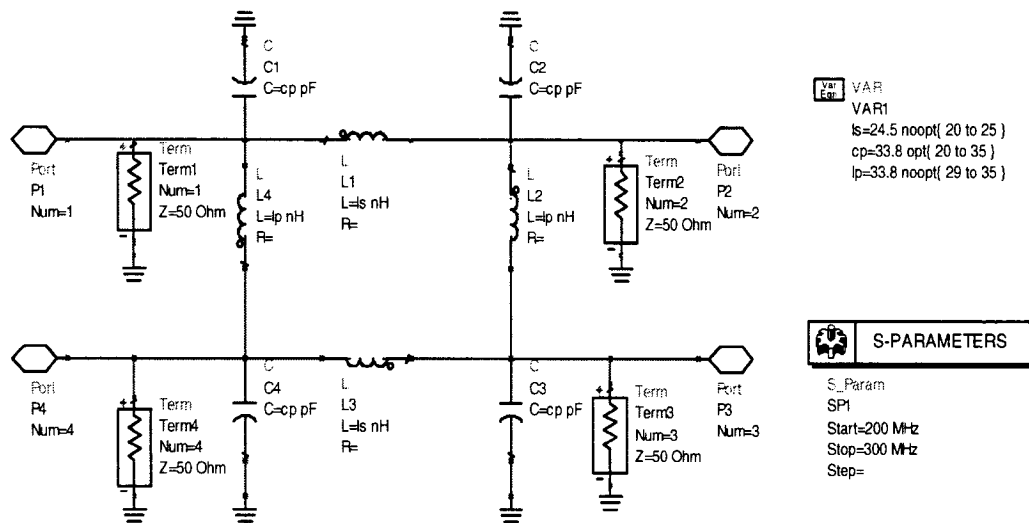 C
C1
C=cp pF
C
C2
C=cp pF
Var
Eqn
VAR
VAR1
ls=24.5 noopt{ 20 to 25 }
cp=33.8 opt{ 20 to 35 }
lp=33.8 noopt{ 29 to 35 }
Port
P1
Num=1
Term
Term1
Num=1
Z=50 Ohm
L
L4
L=lp nH
R=
L
L1
L=ls nH
R=
L
L2
L=lp nH
R=
Term
Term2
Num=2
Z=50 Ohm
Port
P2
Num=2
Port
P4
Num=4
Term
Term4
Num=4
Z=50 Ohm
C
C4
C=cp pF
L
L3
L=ls nH
R=
C
C3
C=cp pF
Term
Term3
Num=3
Z=50 Ohm
Port
P3
Num=3
S-PARAMETERS
S_Param
SP1
Start=200 MHz
Stop=300 MHz
Step=